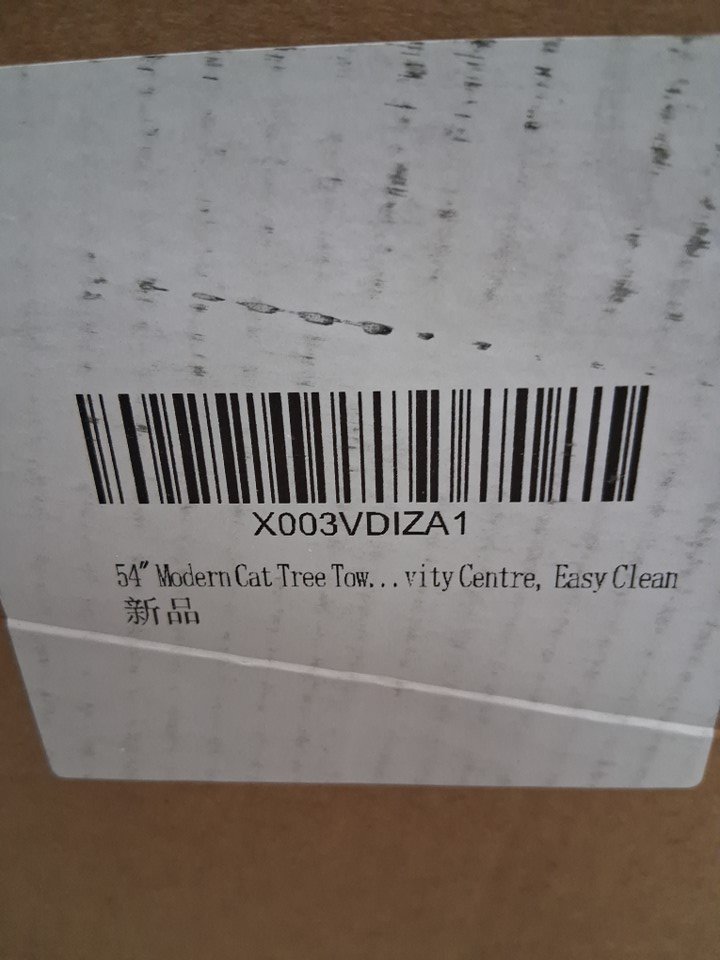 X003VDIZA1
54" Modern Cat Tree Tow...vity Centre, Easy Clean
新品